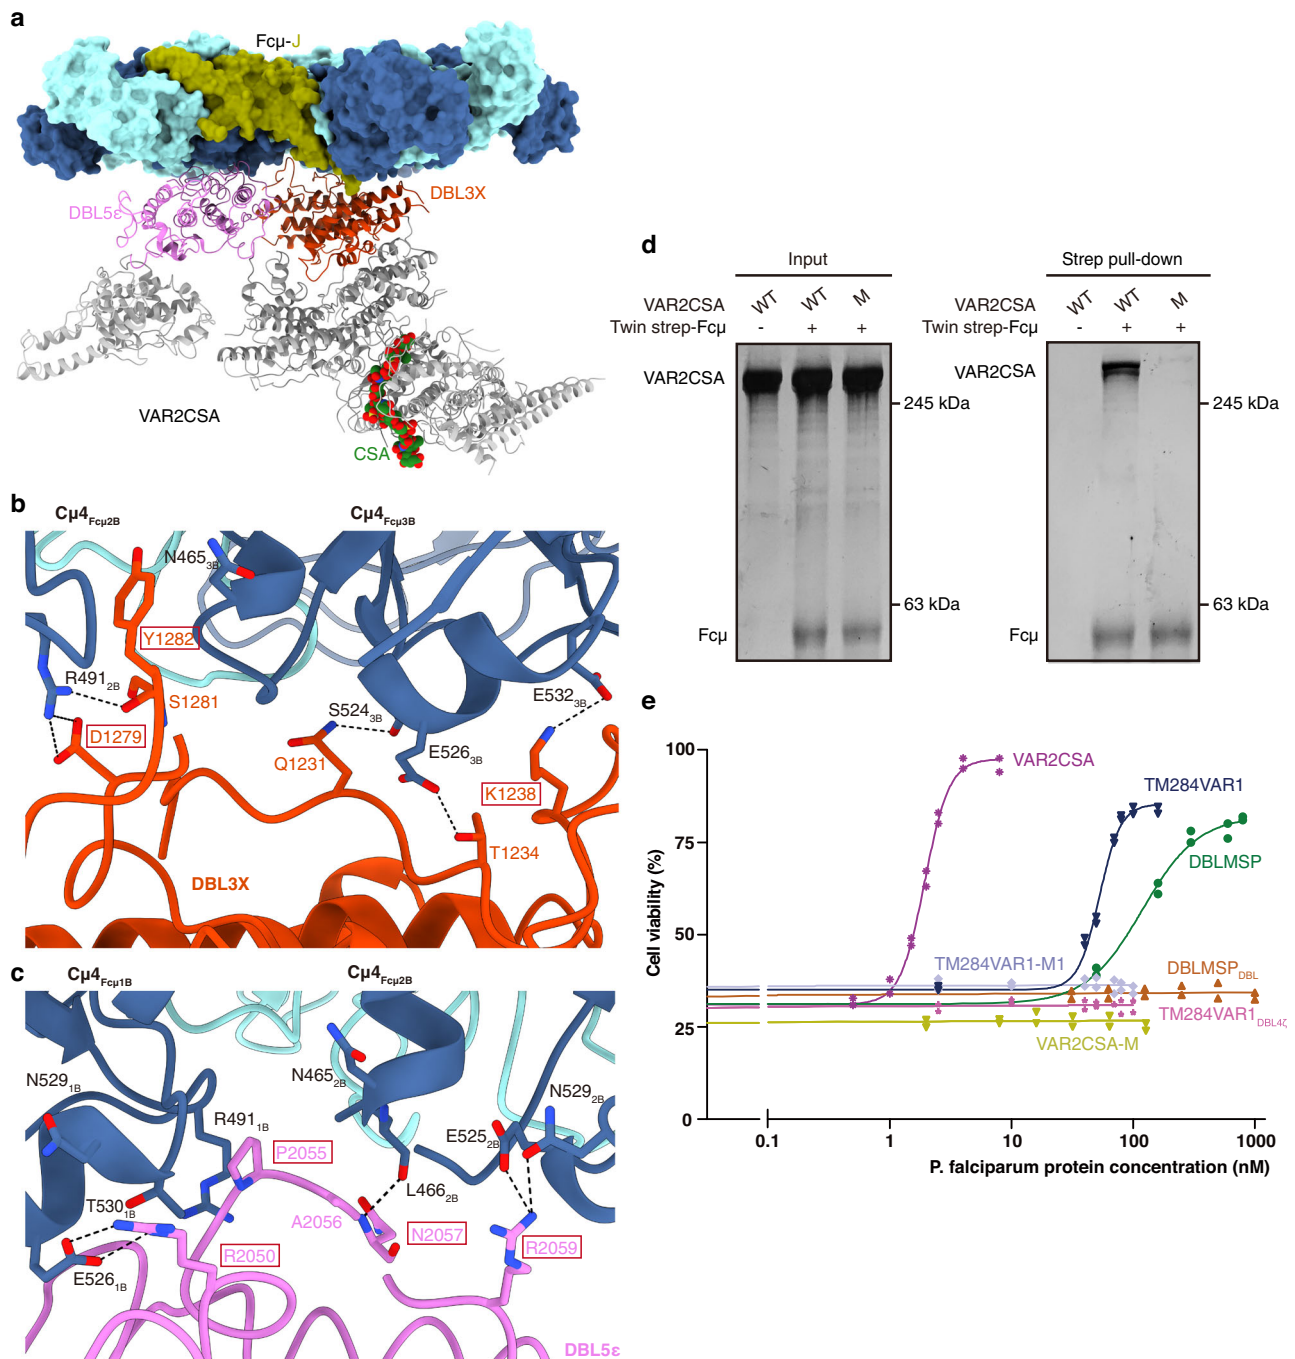 a
Fcμ-J
DBL5ε
DBL3X
VAR2CSA
CSA
b
Cμ4Fcμ2B
Cμ4Fcμ3B
N4653B
Y1282
R4912B
S1281
E5323B
S5243B
D1279
Q1231
E5263B
K1238
T1234
DBL3X
c
Cμ4Fcμ1B
Cμ4Fcμ2B
N4652B
N5291B
N5292B
R4911B
E5252B
P2055
L4662B
T5301B
A2056
N2057
R2059
R2050
E5261B
DBL5ε
d
Input
Strep pull-down
VAR2CSA WT WT M
Twin strep-Fcμ - + +
VAR2CSA WT WT M
Twin strep-Fcμ - + +
VAR2CSA
245 kDa
63 kDa
Fcμ
VAR2CSA
245 kDa
63 kDa
Fcμ
e
100
75
50
25
0
Cell viability (%)
VAR2CSA
TM284VAR1
DBLMSP
TM284VAR1-M1
DBLMSPDBL
TM284VAR1DBL4ζ
VAR2CSA-M
0.1 1 10 100 1000
P. falciparum protein concentration (nM)